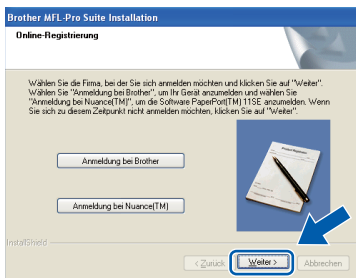 Brother MFL-Pro Suite Installation
Online-Registrierung
Wählen Sie die Firma, bei der Sie sich anmelden möchten und klicken Sie auf "Weiter".
Wählen Sie "Anmeldung bei Brother", um Ihr Gerät anzumelden und wählen Sie
"Anmeldung bei Nuance(TM)", um die Software PaperPort(TM) 11SE anzumelden. Wenn
Sie sich zu diesem Zeitpunkt nicht anmelden möchten, klicken Sie auf "Weiter".
Anmeldung bei Brother
Anmeldung bei Nuance(TM)
InstallShield
< Zurück
Weiter >
Abbrechen